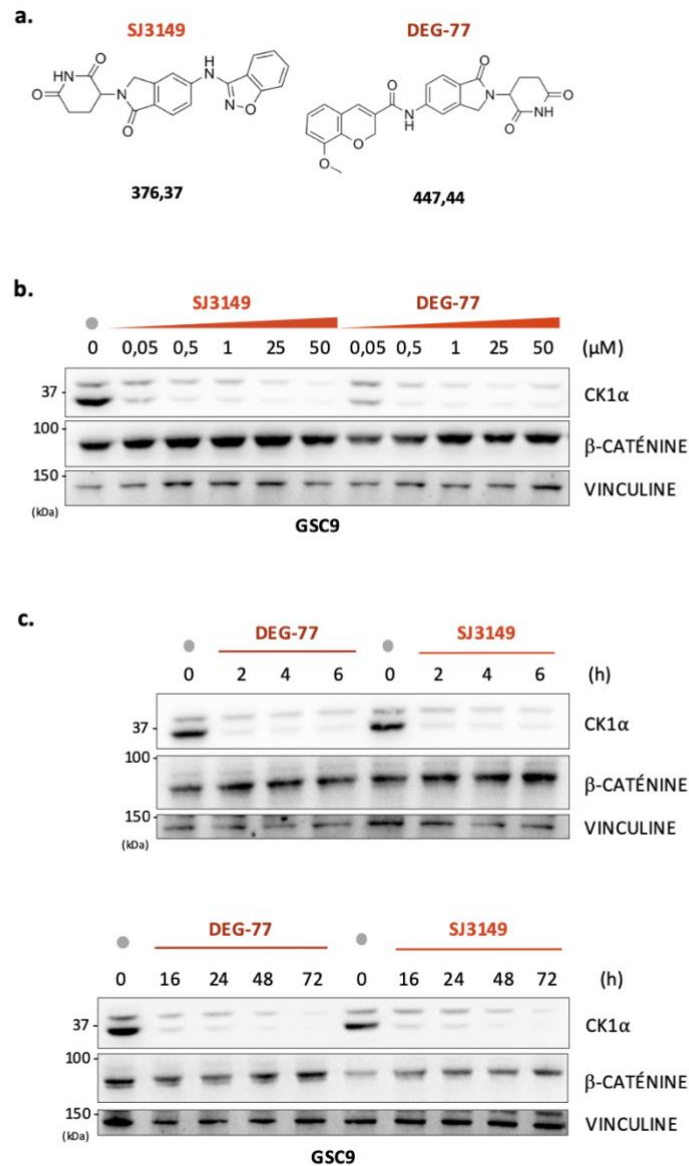 a.
SJ3149 DEG-77
376,37 447,44
b.
SJ3149 DEG-77
0 0,05 0,5 1 25 50 0,05 0,5 1 25 50 (μM)
37 CK1α
100 β-CATÉNINE
150 VINCULINE
(kDa)
GSC9
c.
DEG-77 SJ3149
0 2 4 6 0 2 4 6 (h)
37 CK1α
100 β-CATÉNINE
150 VINCULINE
(kDa)
DEG-77 SJ3149
0 16 24 48 72 0 16 24 48 72 (h)
37 CK1α
100 β-CATÉNINE
150 VINCULINE
(kDa)
GSC9